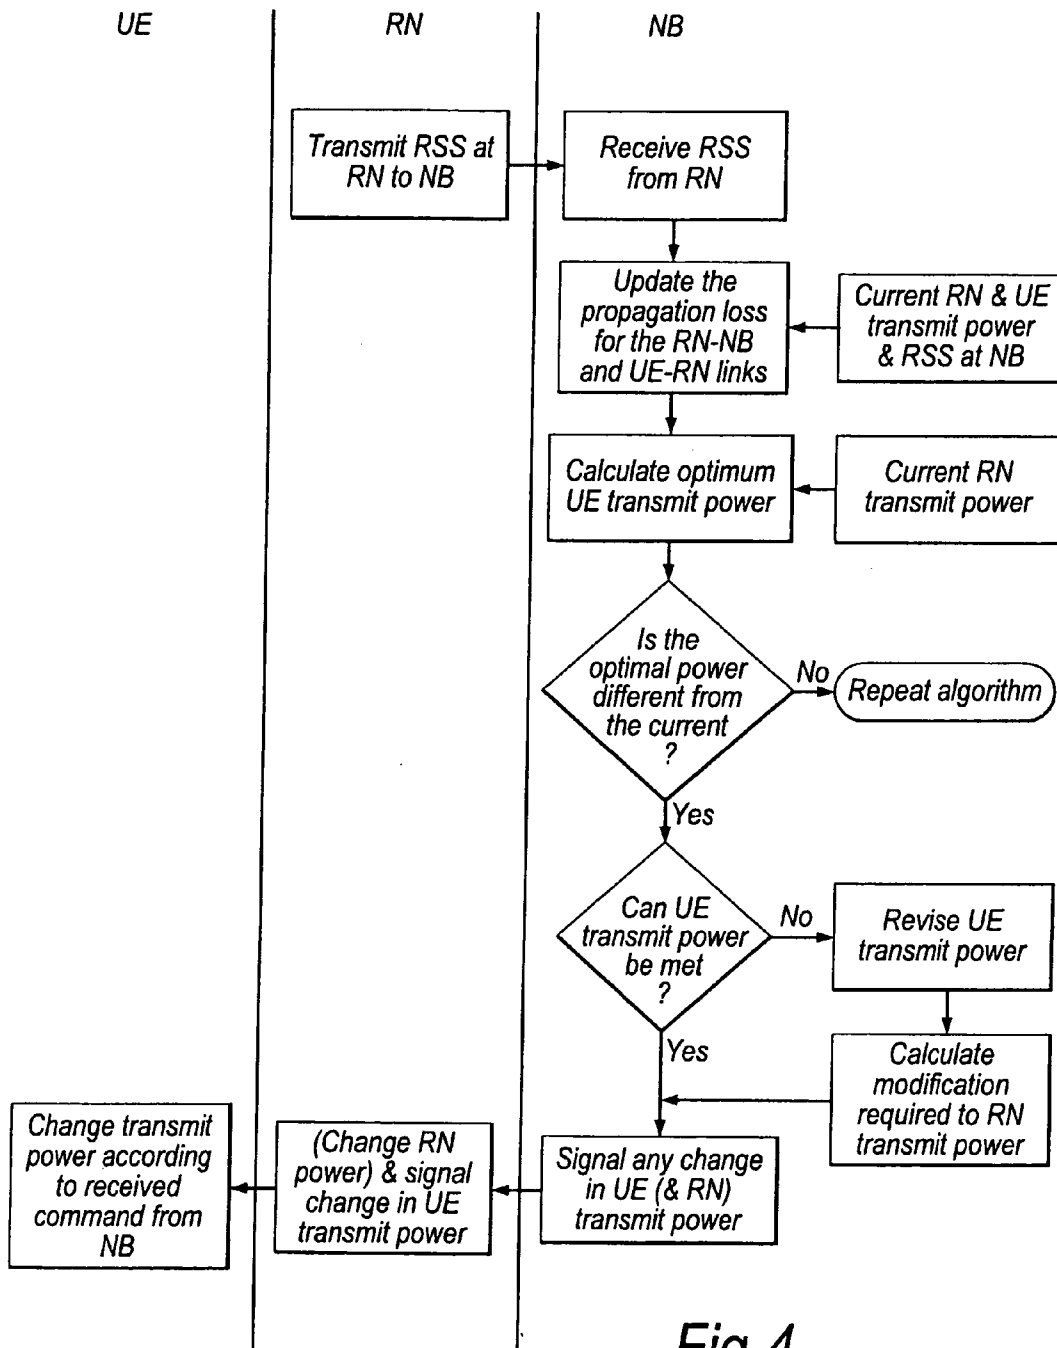 UE
RN
NB
Transmit RSS at
RN to NB
Receive RSS
from RN
Update the
propagation loss
for the RN-NB
and UE-RN links
Current RN & UE
transmit power
& RSS at NB
Calculate optimum
UE transmit power
Current RN
transmit power
Is the
optimal power
different from
the current
?
No
Repeat algorithm
Yes
Can UE
transmit power
be met
?
No
Revise UE
transmit power
Yes
Calculate
modification
required to RN
transmit power
Change transmit
power according
to received
command from
NB
(Change RN
power) & signal
change in UE
transmit power
Signal any change
in UE (& RN)
transmit power
Fig. 4